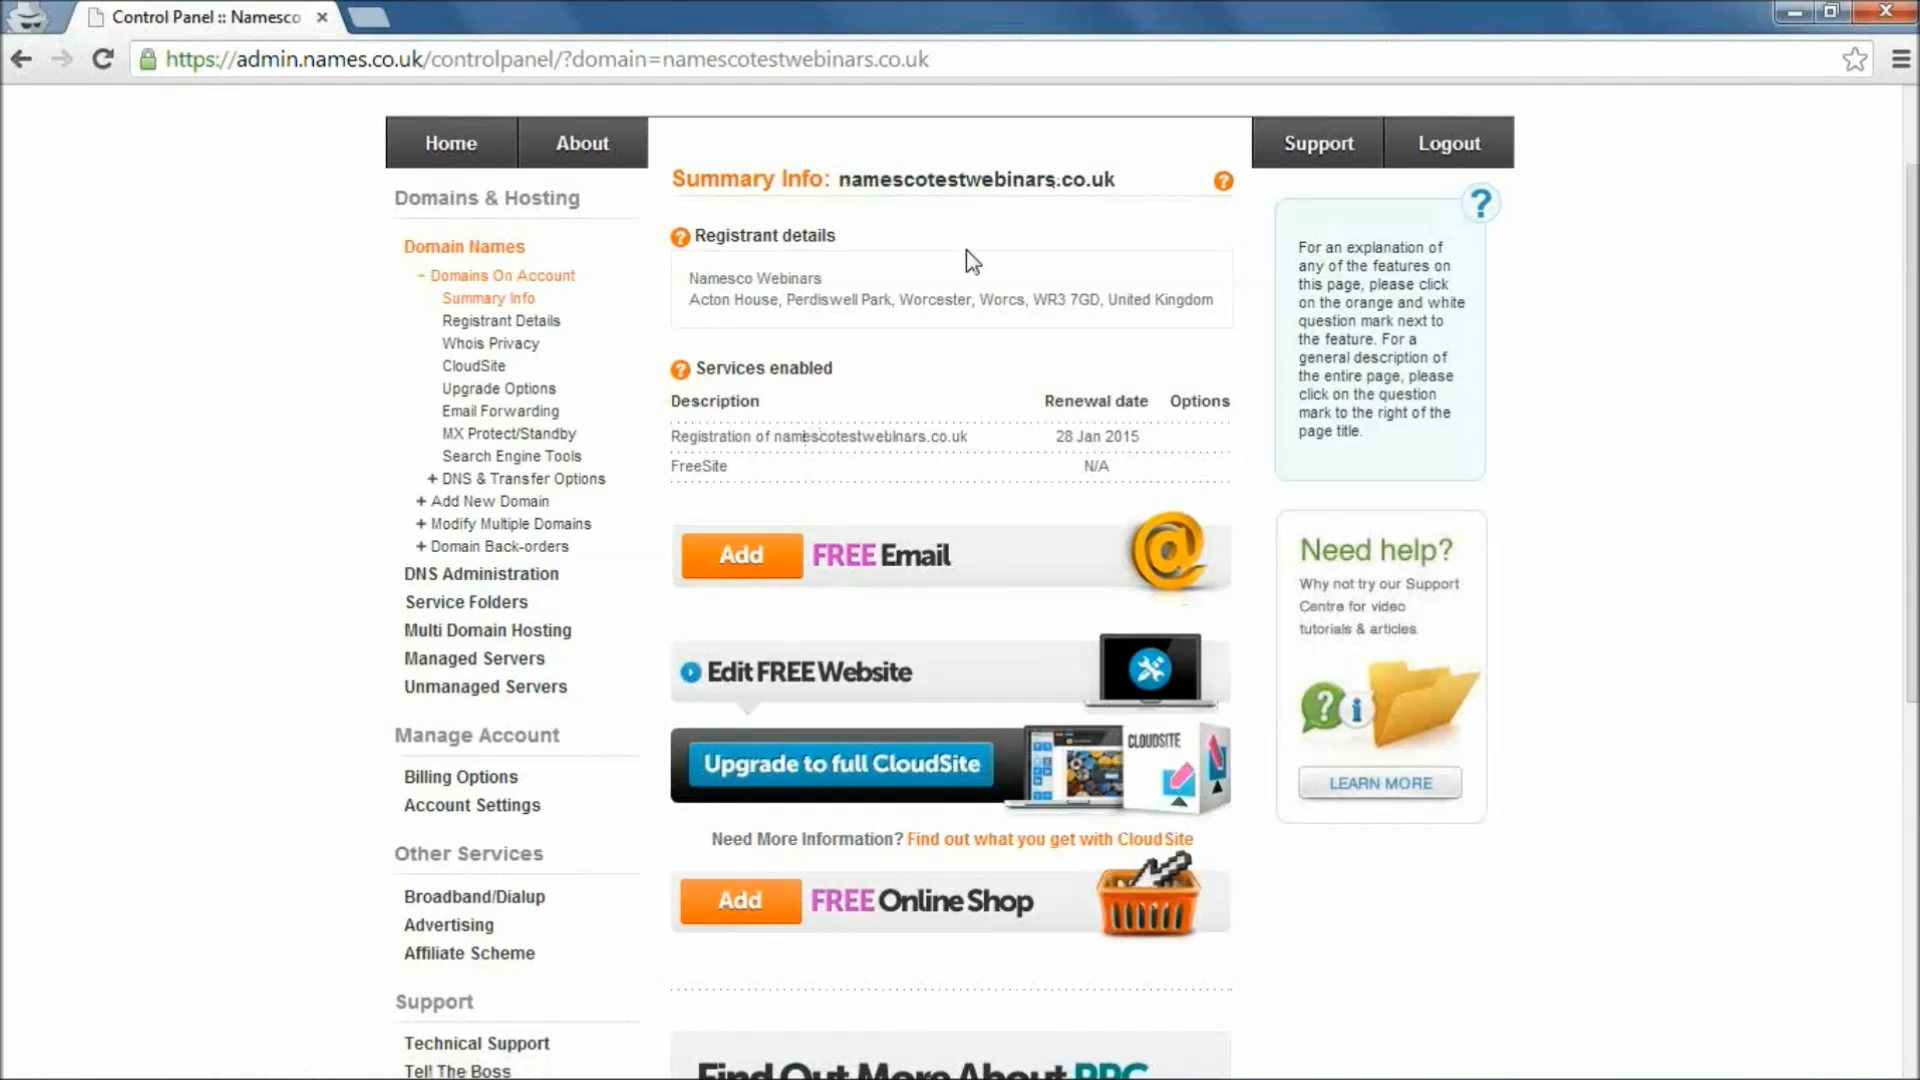 Control Panel :: Namesco
https://admin.names.co.uk/controlpanel/?domain=namescotestwebinars.co.uk
Home
About
Support
Logout
Domains & Hosting
Domain Names
- Domains On Account
Summary Info
Registrant Details
Whois Privacy
CloudSite
Upgrade Options
Email Forwarding
MX Protect/Standby
Search Engine Tools
+ DNS & Transfer Options
+ Add New Domain
+ Modify Multiple Domains
+ Domain Back-orders
DNS Administration
Service Folders
Multi Domain Hosting
Managed Servers
Unmanaged Servers
Manage Account
Billing Options
Account Settings
Other Services
Broadband/Dialup
Advertising
Affiliate Scheme
Support
Technical Support
Tell The Boss
Summary Info: namescotestwebinars.co.uk ?
? Registrant details
Namesco Webinars
Acton House, Perdiswell Park, Worcester, Worcs, WR3 7GD, United Kingdom
? Services enabled
Description Renewal date Options
Registration of namescotestwebinars.co.uk 28 Jan 2015
FreeSite N/A
Add FREE Email @
Edit FREE Website
Upgrade to full CloudSite CLOUDSITE
Need More Information? Find out what you get with CloudSite
Add FREE Online Shop
Find Out More About PPC
?
For an explanation of
any of the features on
this page, please click
on the orange and white
question mark next to
the feature. For a
general description of
the entire page, please
click on the question
mark to the right of the
page title.
Need help?
Why not try our Support
Centre for video
tutorials & articles.
? i
LEARN MORE